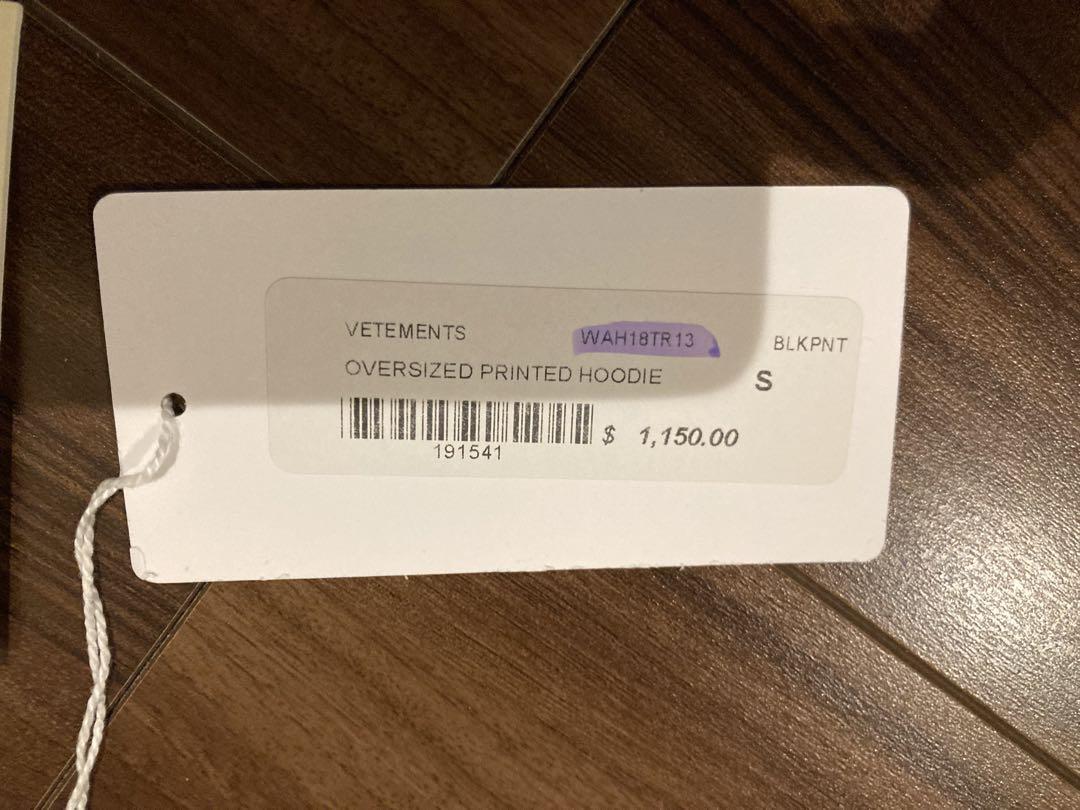 VETEMENTS WAH18TR13 BLKPNT
OVERSIZED PRINTED HOODIE S
$ 1,150.00
191541